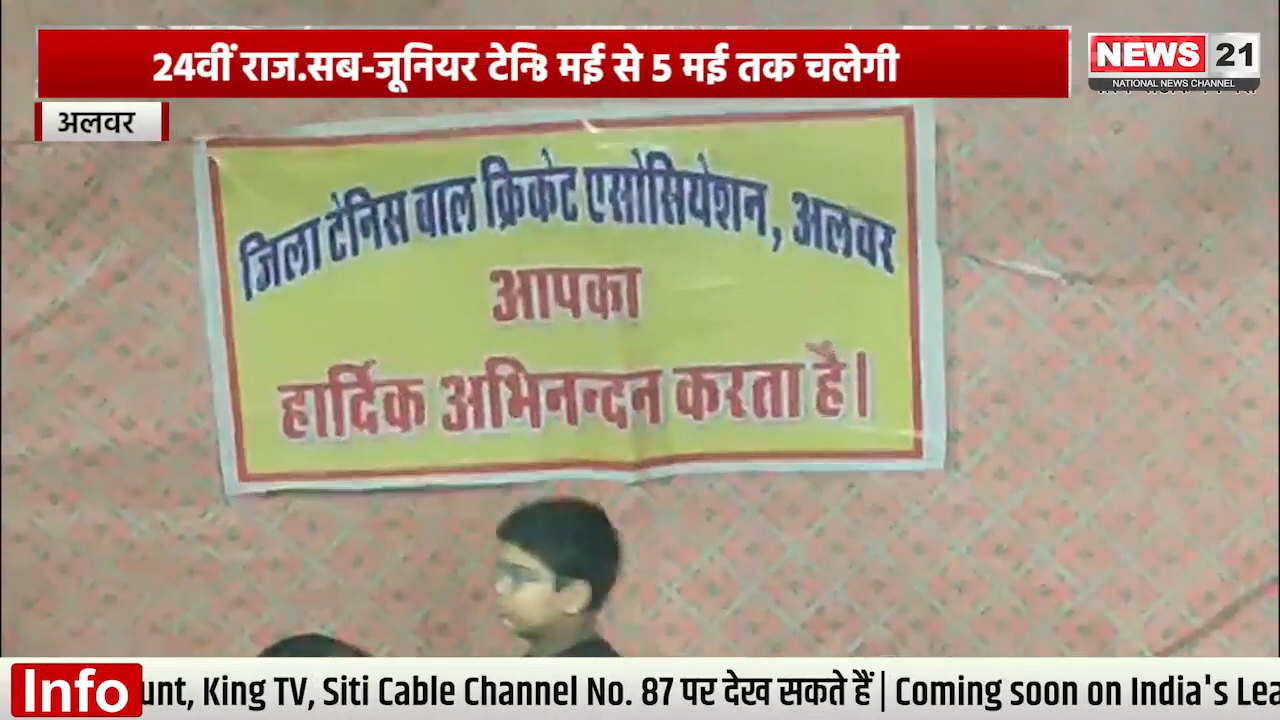 24वीं राज.सब-जूनियर टेनि3 मई से 5 मई तक चलेगी
NEWS 21
NATIONAL NEWS CHANNEL
अलवर
जिला टेनिस वाल क्रिकेट एसोसियेशन, अलवर
आपका
हार्दिक अभिनन्दन करता है।
Info
unt, King TV, Siti Cable Channel No. 87 पर देख सकते हैं | Coming soon on India's Lea